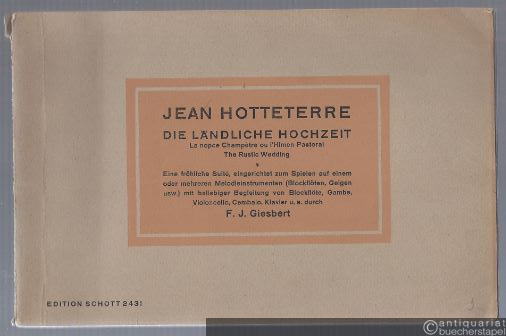 JEAN HOTTETERRE
DIE LÄNDLICHE HOCHZEIT
La nopce Champêtre ou l'Himen Pastoral
The Rustic Wedding
Eine fröhliche Suite, eingerichtet zum Spielen auf einem
oder mehreren Melodieinstrumenten (Blockflöten, Geigen
usw.) mit beliebiger Begleitung von Blockflöte, Gambe,
Violoncello, Cembalo, Klavier u. a. durch
F. J. Giesbert
EDITION SCHOTT 2431
antiquariat
buecherstapel